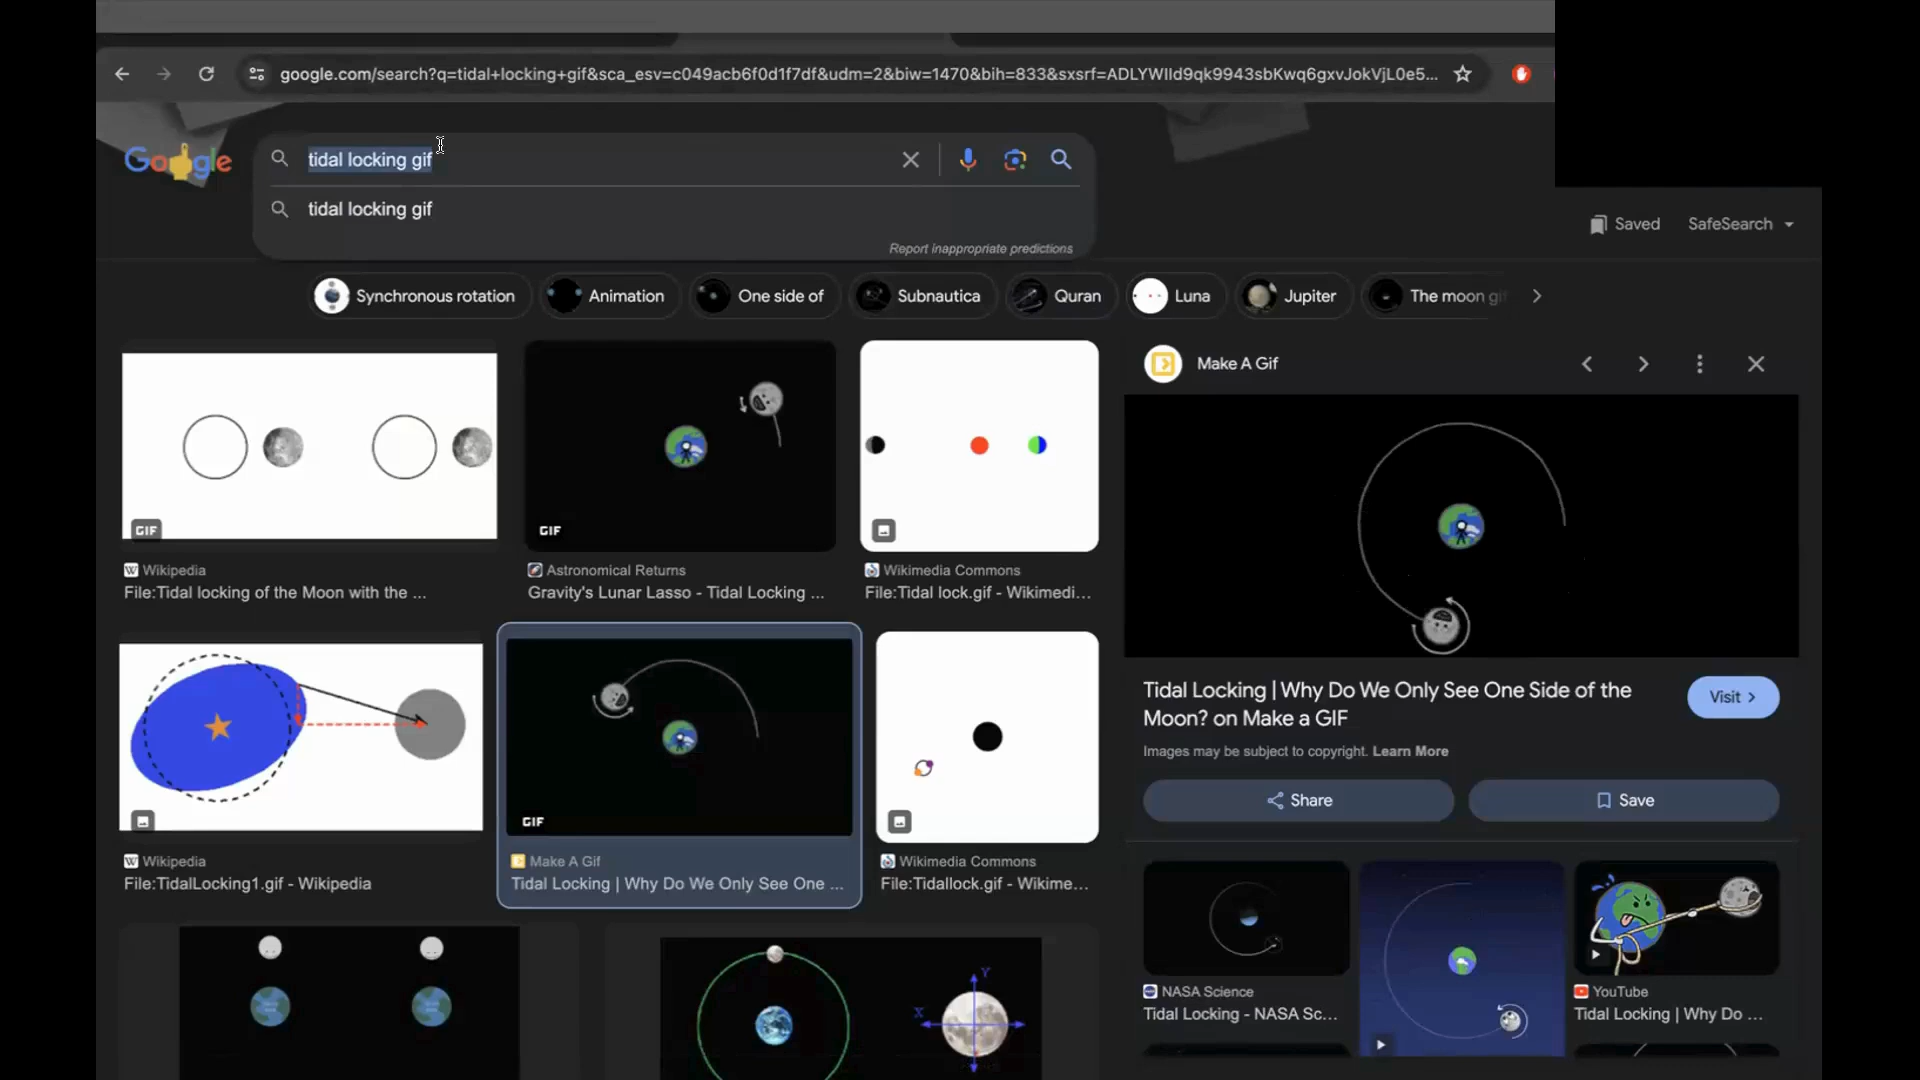 google.com/search?q=tidal+locking+gif&sca_esv=c049acb6f0d1f7df&udm=2&biw=1470&bih=833&sxsrf=ADLYWIId9qk9943sbKwq6gxvJokVjL0e5...
Google
tidal locking gif
tidal locking gif
Report inappropriate predictions
Saved
SafeSearch
Synchronous rotation
Animation
One side of
Subnautica
Quran
Luna
Jupiter
The moon gif
Make A Gif
GIF
GIF
Wikipedia
File:Tidal locking of the Moon with the ...
Astronomical Returns
Gravity's Lunar Lasso - Tidal Locking ...
Wikimedia Commons
File:Tidal lock.gif - Wikimedi...
GIF
Wikipedia
File:TidalLocking1.gif - Wikipedia
Make A Gif
Tidal Locking | Why Do We Only See One ...
Wikimedia Commons
File:Tidallock.gif - Wikime...
Y
X
Tidal Locking | Why Do We Only See One Side of the
Moon? on Make a GIF
Visit
Images may be subject to copyright. Learn More
Share
Save
NASA Science
Tidal Locking - NASA Sc...
YouTube
Tidal Locking | Why Do ...